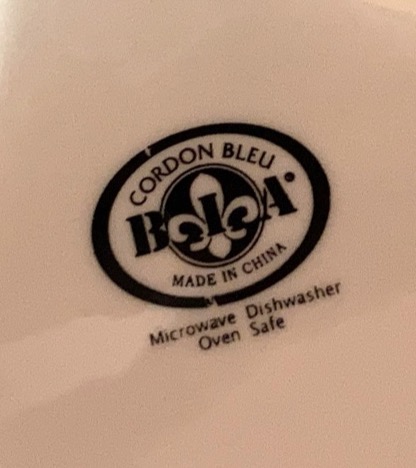 CORDON BLEU
BIA®
MADE IN CHINA
Microwave Dishwasher
Oven Safe